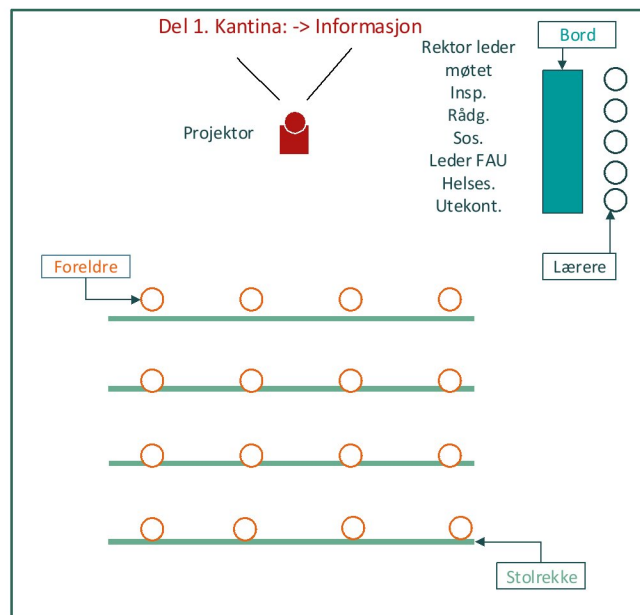 Del 1. Kantina: -> Informasjon
Bord
Rektor leder
møtet
Insp.
Rådg.
Sos.
Leder FAU
Helses.
Utekont.
Projektor
Foreldre
Lærere
Stolrekke